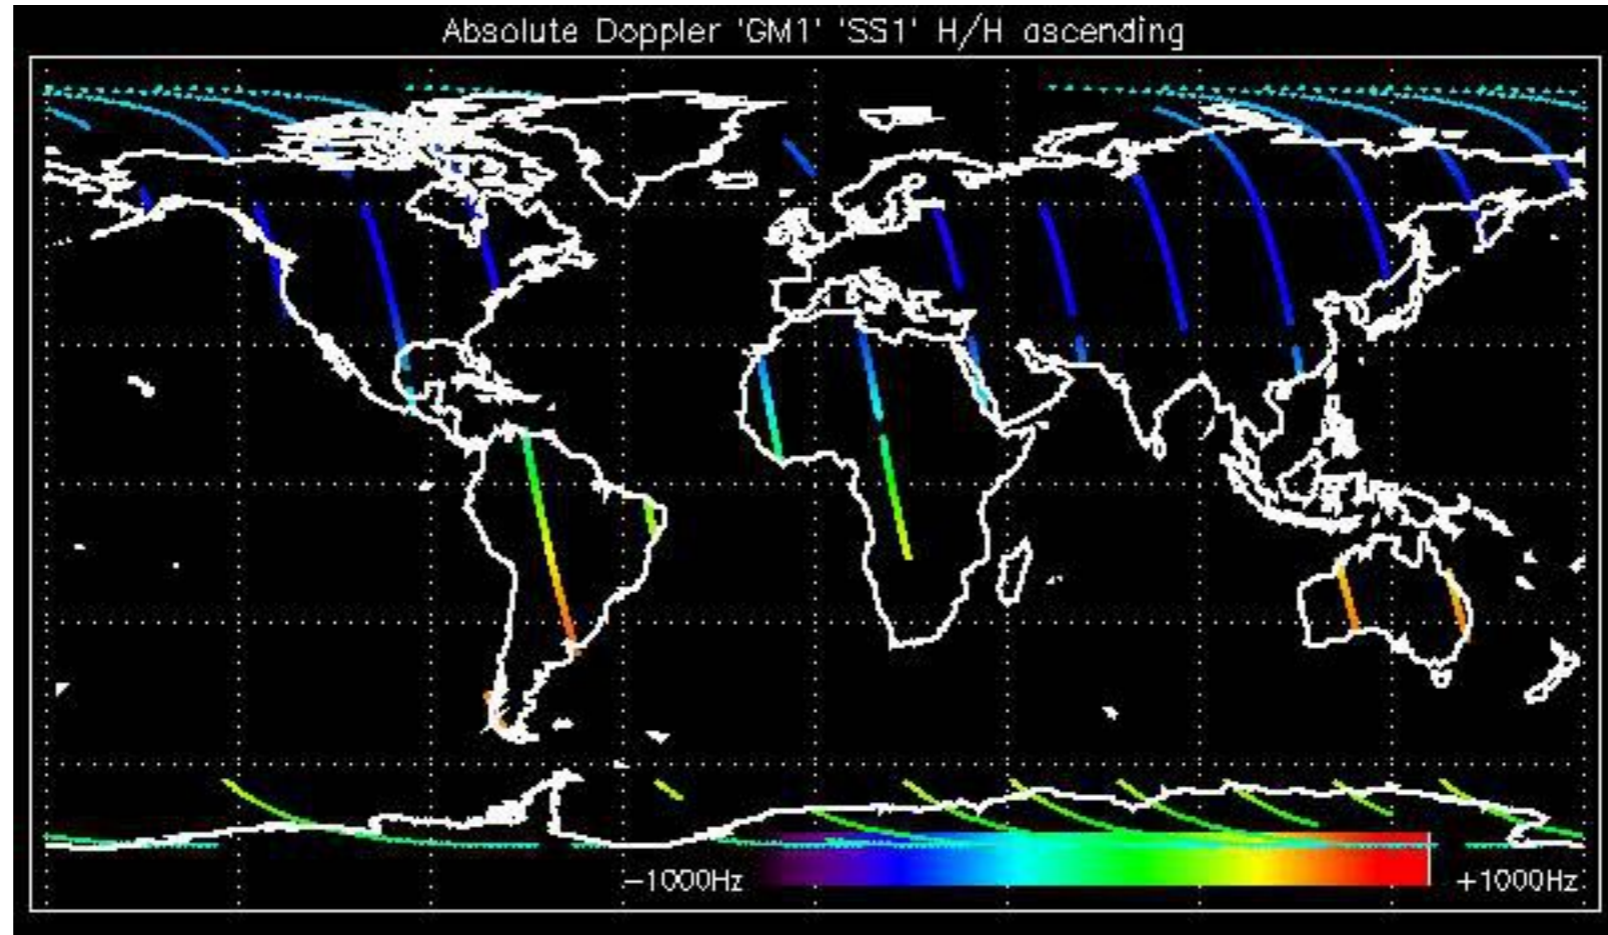 Absolute Doppler 'GM1' 'SS1' H/H ascending
−1000Hz +1000Hz